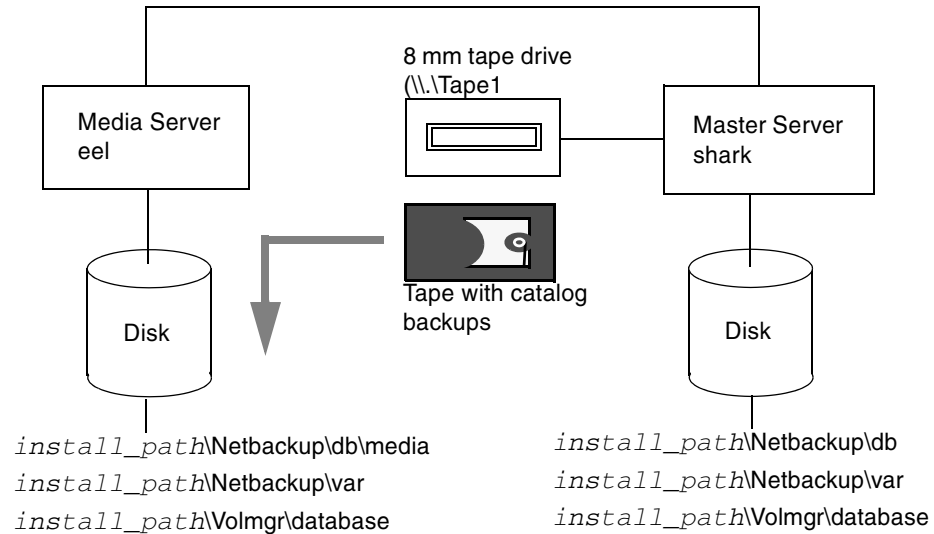 8 mm tape drive
(\\.\Tape1
Media Server
eel
Master Server
shark
Tape with catalog
backups
Disk
Disk
install_path\Netbackup\db\media
install_path\Netbackup\var
install_path\Volmgr\database
install_path\Netbackup\db
install_path\Netbackup\var
install_path\Volmgr\database